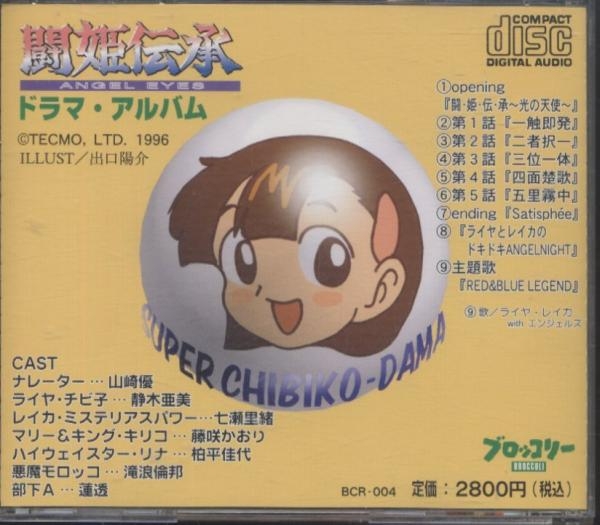 闘姫伝承
ANGEL EYES
ドラマ・アルバム
©TECMO, LTD. 1996
ILLUST／出口陽介
COMPACT
disc
DIGITAL AUDIO
①opening
『闘・姫・伝・承〜光の天使〜』
②第1話『一触即発』
③第2話『二者択一』
④第3話『三位一体』
⑤第4話『四面楚歌』
⑥第5話『五里霧中』
⑦ending『Satisphée』
⑧『ライヤとレイカの
ドキドキANGELNIGHT』
⑨主題歌
『RED&BLUE LEGEND』
⑨歌／ライヤ・レイカ
with エンジェルス
SUPER CHIBIKO-DAMA
CAST
ナレーター … 山崎優
ライヤ・チビ子 … 静木亜美
レイカ・ミステリアスパワー…七瀬里緒
マリー＆キング・キリコ … 藤咲かおり
ハイウェイスター・リナ … 柏平佳代
悪魔モロッコ … 滝浪倫邦
部下A … 蓮透
ブロッコリー
BROCCOLI
BCR-004 定価：2800円（税込）